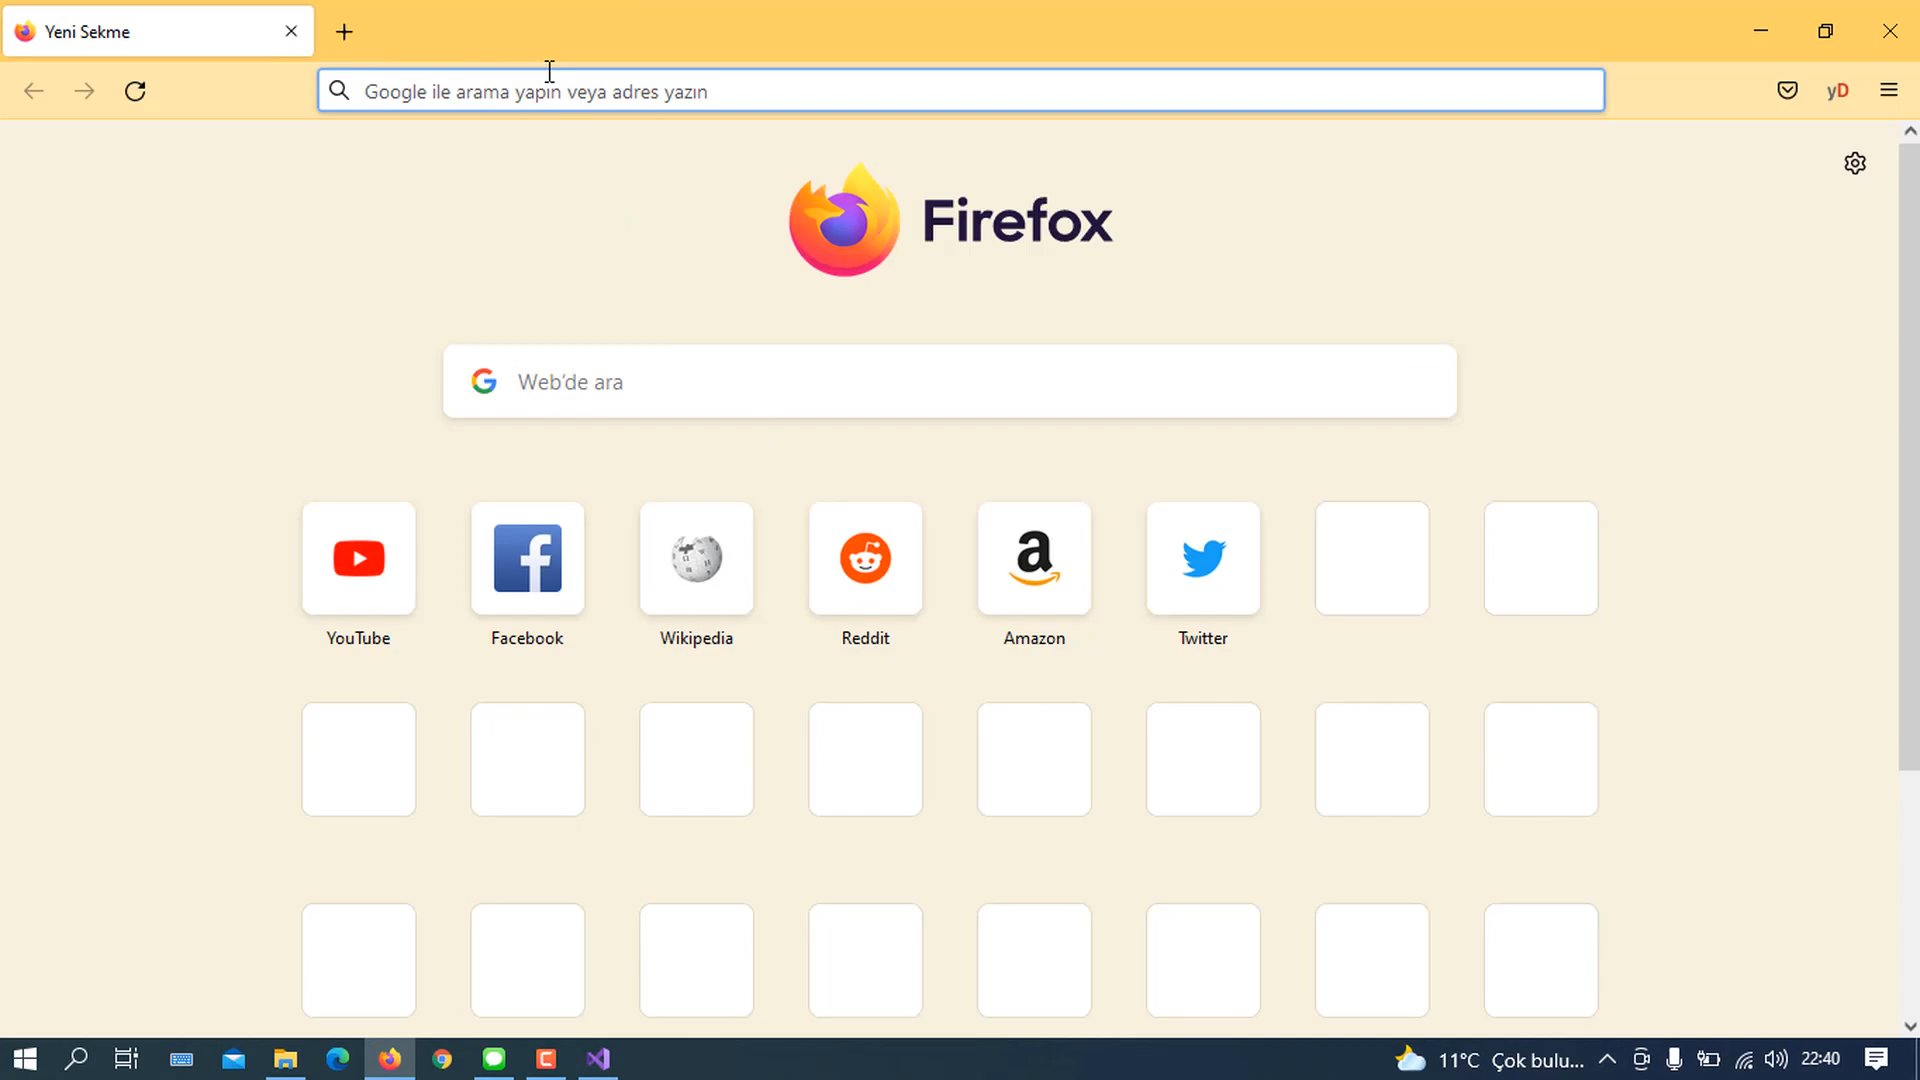 Yeni Sekme
Google ile arama yapın veya adres yazın
yD
Firefox
Web'de ara
YouTube
Facebook
Wikipedia
Reddit
Amazon
Twitter
11°C Çok bulu...
22:40